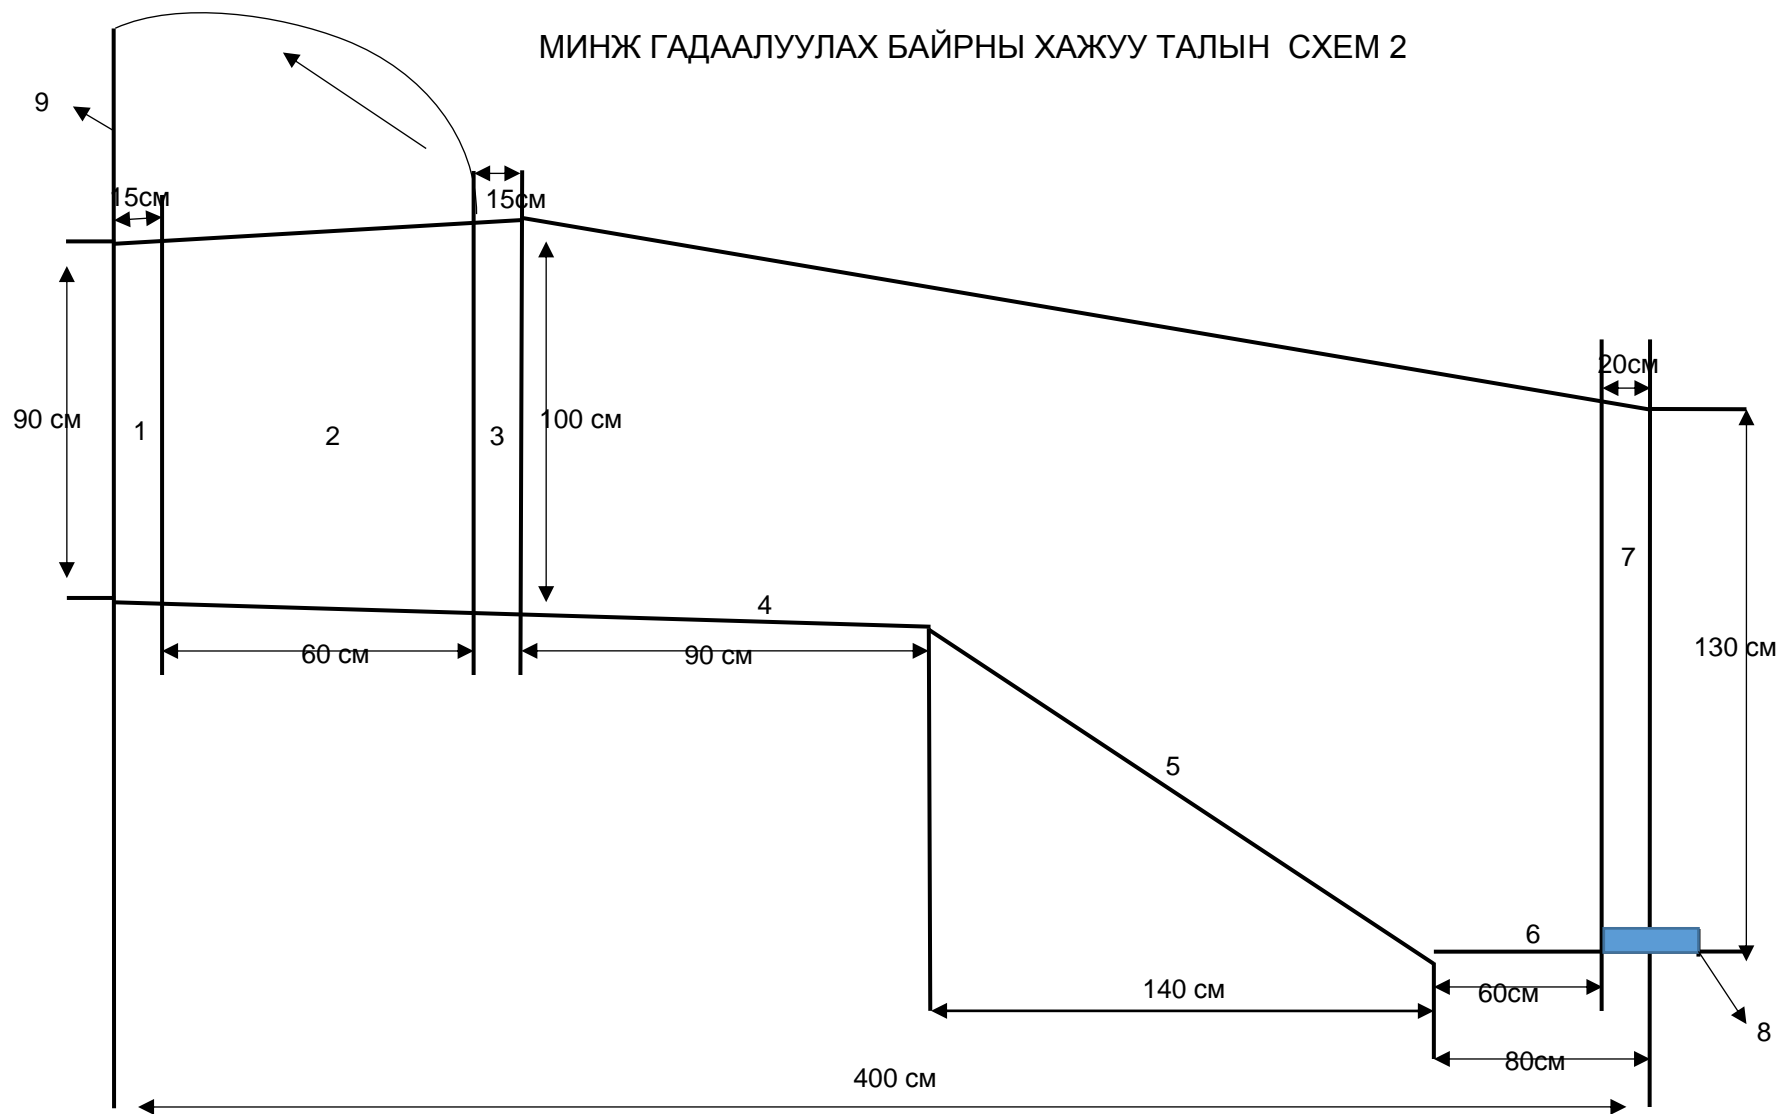 МИНЖ ГАДААЛУУЛАХ БАЙРНЫ ХАЖУУ ТАЛЫН СХЕМ 2
9
15см
15см
20см
90 см
1
2
3
100 см
7
4
130 см
60 см
90 см
5
6
140 см
60см
8
80см
400 см